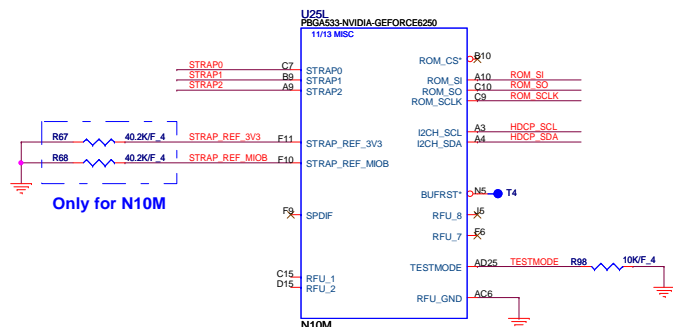 U25L
PBGA533-NVIDIA-GEFORCE6250
11/13 MISC
STRAP0 C7 STRAP0
STRAP1 B9 STRAP1
STRAP2 A9 STRAP2
R67 40.2K/F_4 STRAP_REF_3V3 F11 STRAP_REF_3V3
R68 40.2K/F_4 STRAP_REF_MIOB F10 STRAP_REF_MIOB
Only for N10M
F9 SPDIF
C15 RFU_1
D15 RFU_2
ROM_CS* B10
ROM_SI A10 ROM_SI
ROM_SO C10 ROM_SO
ROM_SCLK C9 ROM_SCLK
I2CH_SCL A3 HDCP_SCL
I2CH_SDA A4 HDCP_SDA
BUFRST* N5 T4
RFU_8 J5
RFU_7 F6
TESTMODE AD25 TESTMODE R98 10K/F_4
RFU_GND AC6
N10M